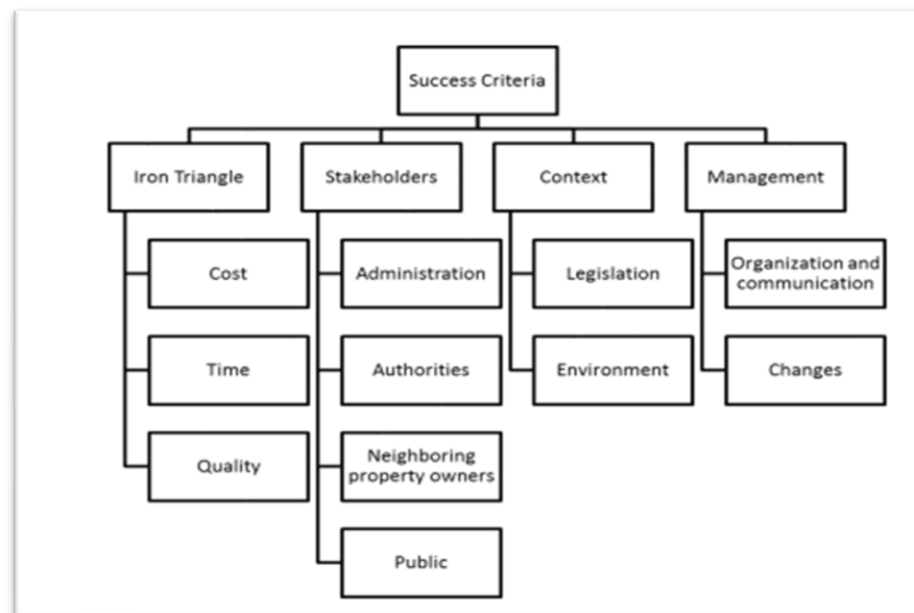 Success Criteria
Iron Triangle
Stakeholders
Context
Management
Cost
Administration
Legislation
Organization and
communication
Time
Authorities
Environment
Changes
Quality
Neighboring
property owners
Public